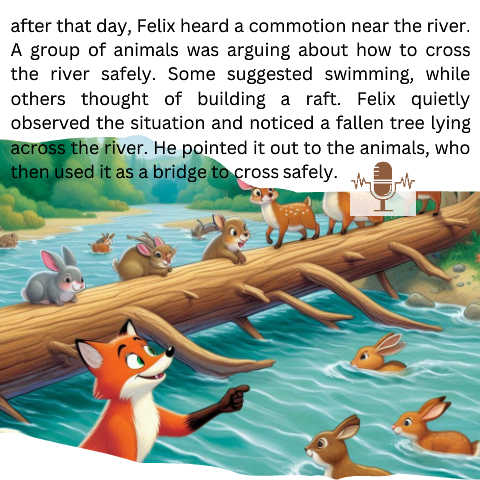 after that day, Felix heard a commotion near the river.
A group of animals was arguing about how to cross
the river safely. Some suggested swimming, while
others thought of building a raft. Felix quietly
observed the situation and noticed a fallen tree lying
across the river. He pointed it out to the animals, who
then used it as a bridge to cross safely.